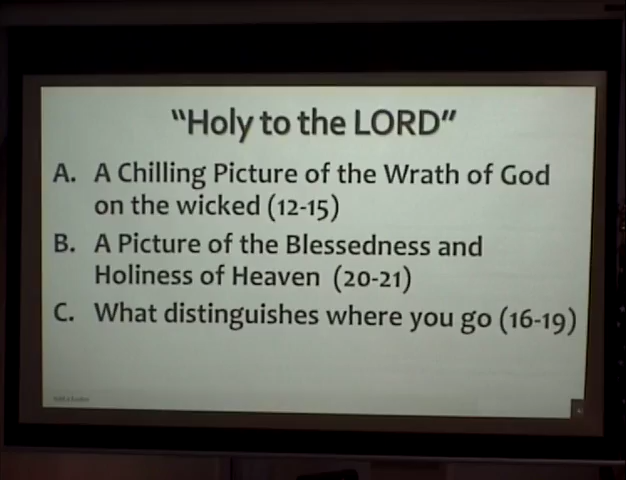 "Holy to the LORD"
A. A Chilling Picture of the Wrath of God
on the wicked (12-15)
B. A Picture of the Blessedness and
Holiness of Heaven (20-21)
C. What distinguishes where you go (16-19)